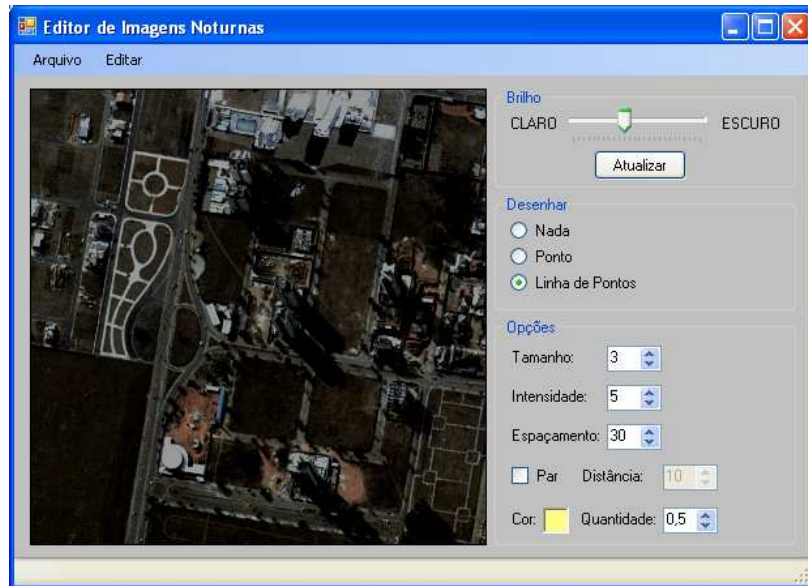 Editor de Imagens Noturnas
Arquivo Editar
Brilho
CLARO ESCURO
Atualizar
Desenhar
Nada
Ponto
Linha de Pontos
Opções
Tamanho: 3
Intensidade: 5
Espaçamento: 30
Par Distância: 10
Cor: Quantidade: 0,5